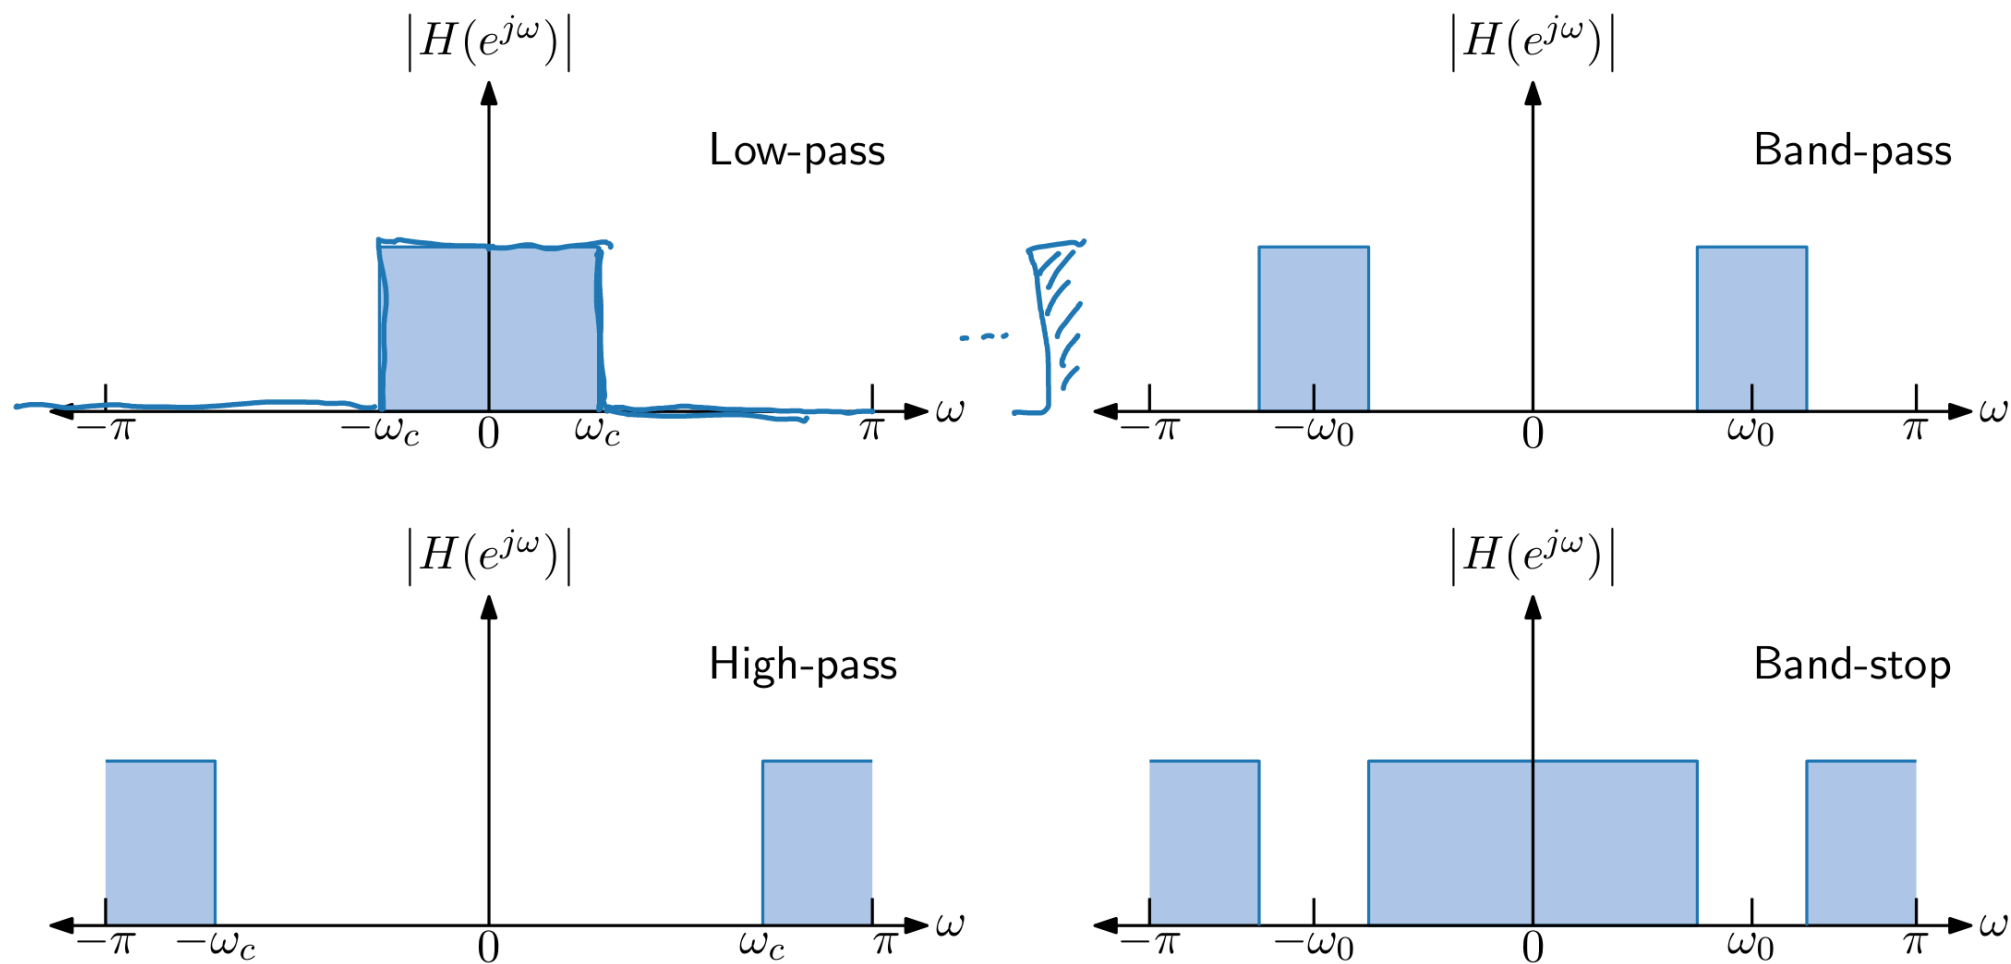 |H(e^{jω})|
Low-pass
−π −ω_c 0 ω_c π ω
|H(e^{jω})|
Band-pass
−π −ω_0 0 ω_0 π ω
|H(e^{jω})|
High-pass
−π −ω_c 0 ω_c π ω
|H(e^{jω})|
Band-stop
−π −ω_0 0 ω_0 π ω